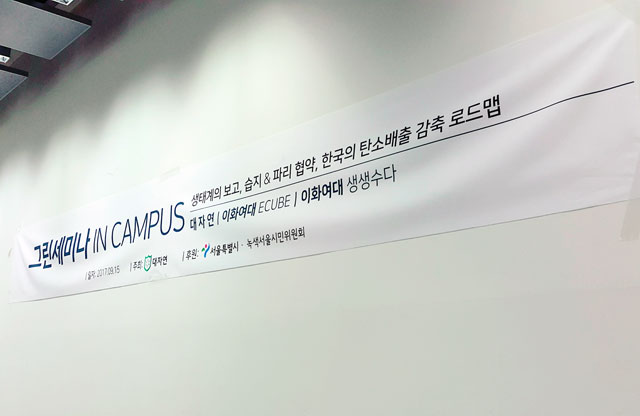 생태계의 보고, 습지 & 파리 협약, 한국의 탄소배출 감축 로드맵
그린세미나 IN CAMPUS
대자연 | 이화여대 ECUBE | 이화여대 생생수다
| 일자: 2017.09.15 | 주최: 대자연 | 후원: 서울특별시 · 녹색서울시민위원회